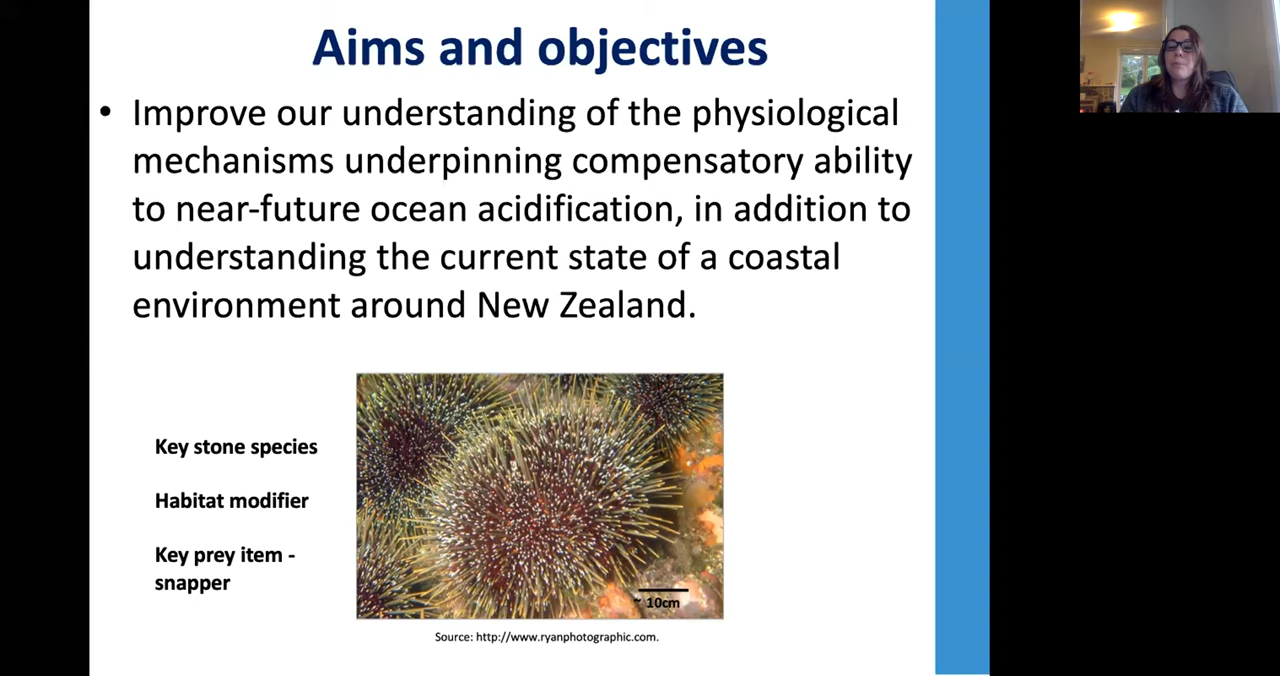 Aims and objectives
• Improve our understanding of the physiological
mechanisms underpinning compensatory ability
to near-future ocean acidification, in addition to
understanding the current state of a coastal
environment around New Zealand.
Key stone species
Habitat modifier
Key prey item -
snapper
~ 10cm
Source: http://www.ryanphotographic.com.